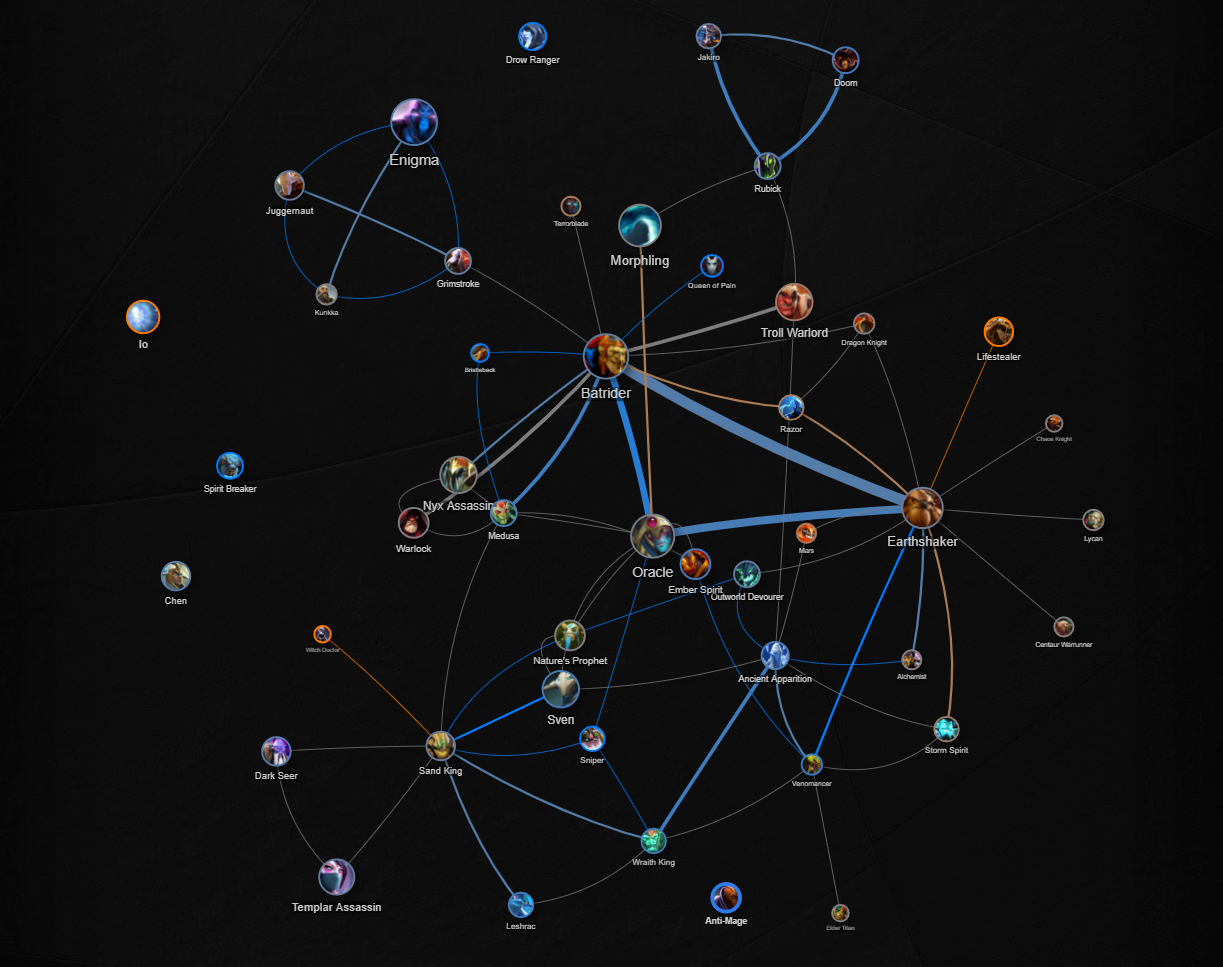 Drow Ranger
Jakiro
Doom
Enigma
Rubick
Juggernaut
Terrorblade
Morphling
Grimstroke
Queen of Pain
Kunkka
Io
Troll Warlord
Dragon Knight
Lifestealer
Bristleback
Batrider
Razor
Chaos Knight
Spirit Breaker
Nyx Assassin
Medusa
Warlock
Earthshaker
Lycan
Mars
Oracle
Ember Spirit
Outworld Devourer
Chen
Witch Doctor
Centaur Warrunner
Nature's Prophet
Ancient Apparition
Alchemist
Sven
Storm Spirit
Sniper
Sand King
Dark Seer
Venomancer
Wraith King
Templar Assassin
Anti-Mage
Leshrac
Elder Titan